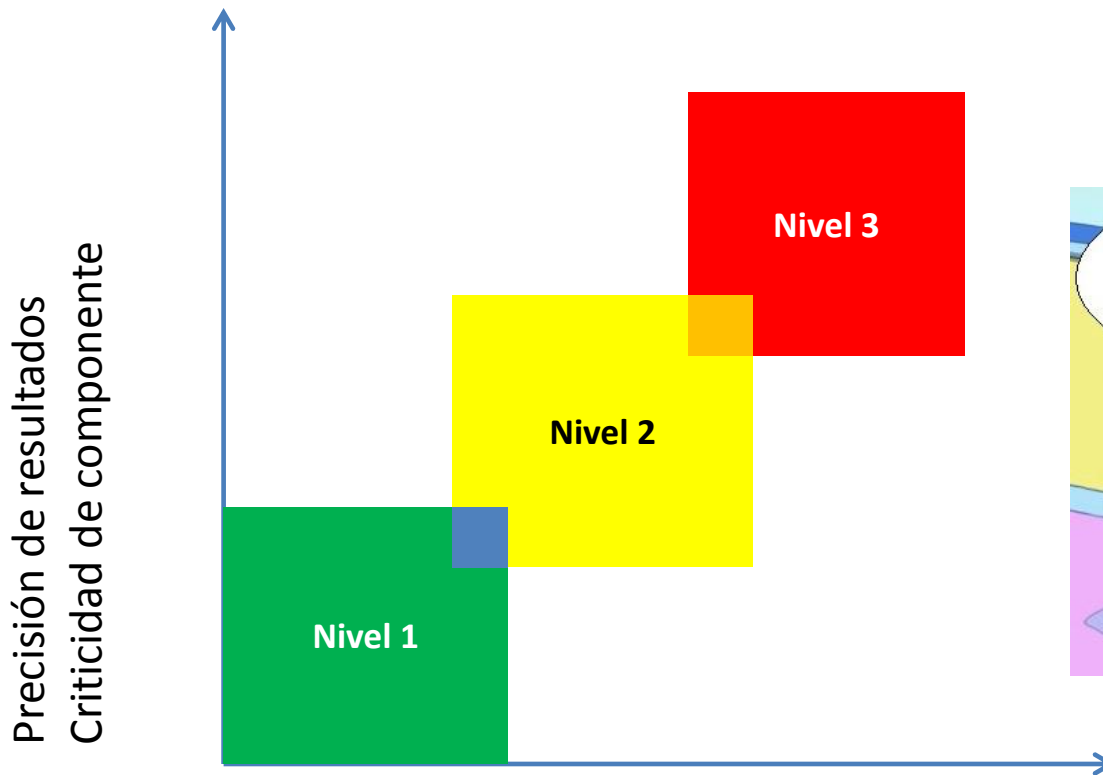 Precisión de resultados
Criticidad de componente
Nivel 3
Nivel 2
Nivel 1